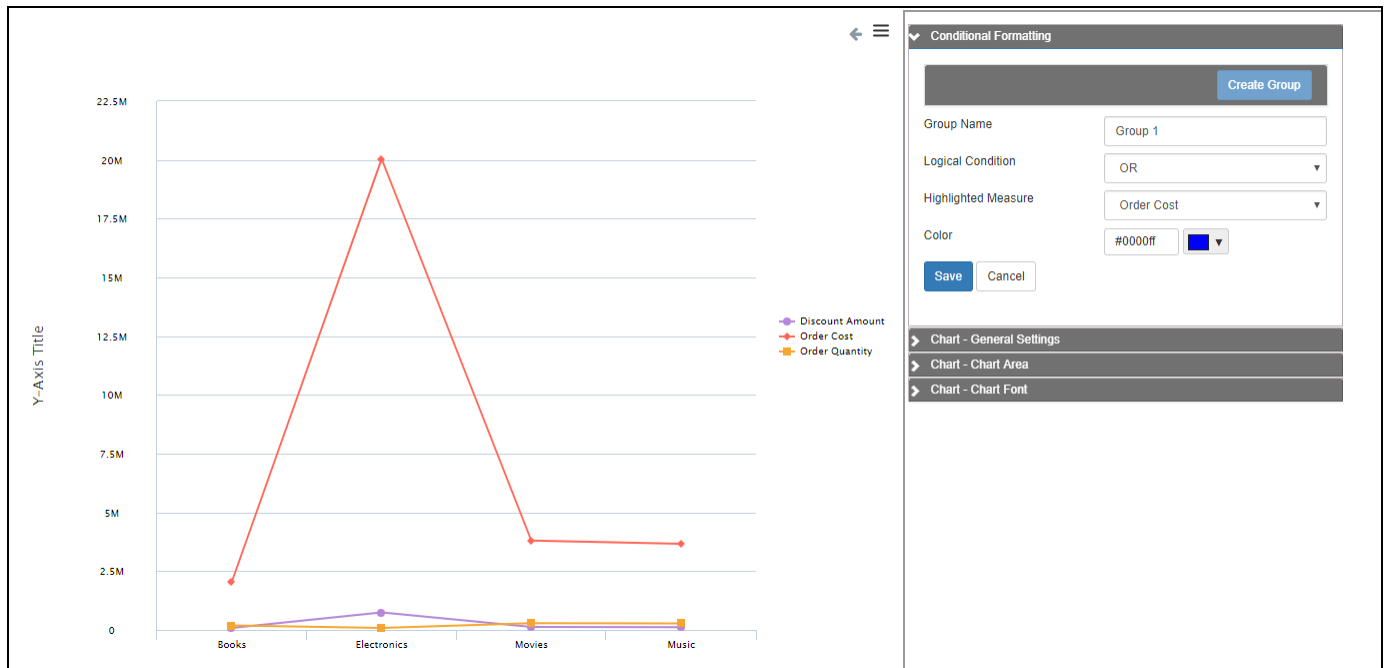 22.5M
20M
17.5M
15M
12.5M
10M
7.5M
5M
2.5M
0
Y-Axis Title
Books
Electronics
Movies
Music
Discount Amount
Order Cost
Order Quantity
Conditional Formatting
Create Group
Group Name
Group 1
Logical Condition
OR
Highlighted Measure
Order Cost
Color
#0000ff
Save
Cancel
Chart - General Settings
Chart - Chart Area
Chart - Chart Font